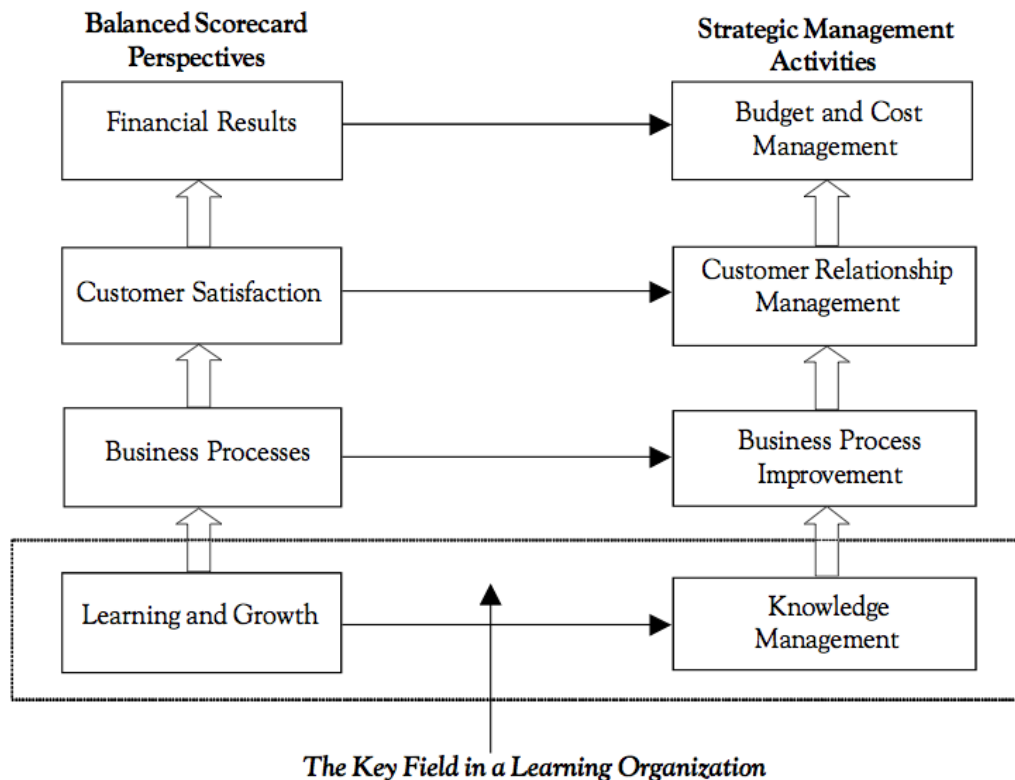 Balanced Scorecard
Perspectives
Strategic Management
Activities
Financial Results
Budget and Cost
Management
Customer Satisfaction
Customer Relationship
Management
Business Processes
Business Process
Improvement
Learning and Growth
Knowledge
Management
The Key Field in a Learning Organization